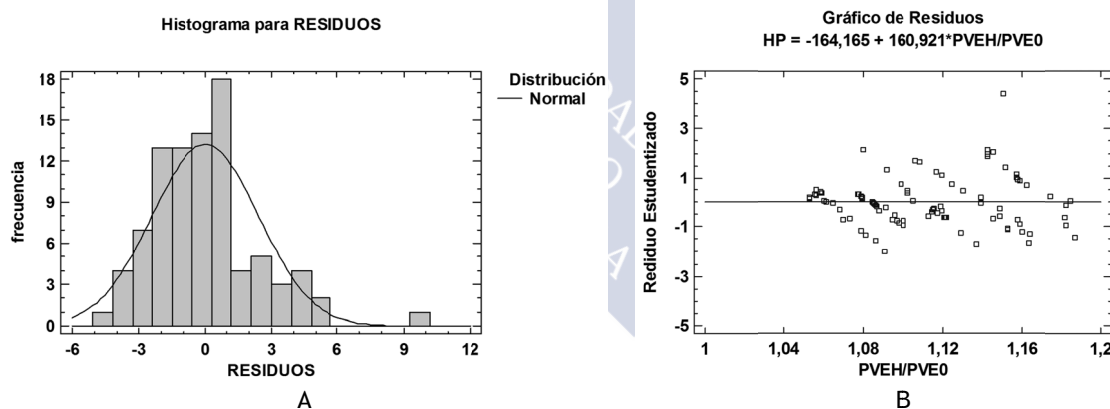 Histograma para RESIDUOS
18
15
12
9
6
3
0
frecuencia
-6 -3 0 3 6 9 12
RESIDUOS
Distribución
Normal
A
Gráfico de Residuos
HP = -164,165 + 160,921*PVEH/PVE0
5
3
1
-1
-3
-5
Rediduo Estudentizado
1 1,04 1,08 1,12 1,16 1,2
PVEH/PVE0
B